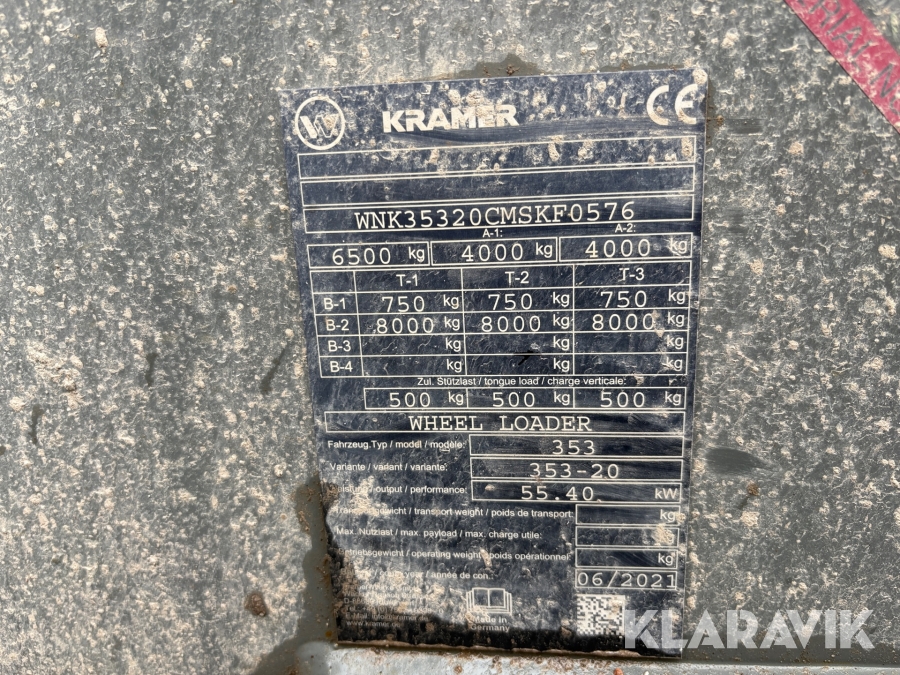 KRAMER CE
WNK35320CMSKF0576
A-1: A-2:
6500 kg 4000 kg 4000 kg
T-1 T-2 T-3
B-1 750 kg 750 kg 750 kg
B-2 8000 kg 8000 kg 8000 kg
B-3 kg kg kg
B-4 kg kg kg
Zul. Stützlast / tongue load / charge verticale:
500 kg 500 kg 500 kg
WHEEL LOADER
Fahrzeug.Typ / model / modèle: 353
Variante / variant / variante: 353-20
Leistung / output / performance: 55.40 kW
Transportgewicht / transport weight / poids de transport: kg
Max. Nutzlast / max. payload / max. charge utile: kg
Betriebsgewicht / operating weight / poids opérationnel: kg
year / année de con.: 06/2021
www.kramer.de
Made in
Germany
KLARAVIK